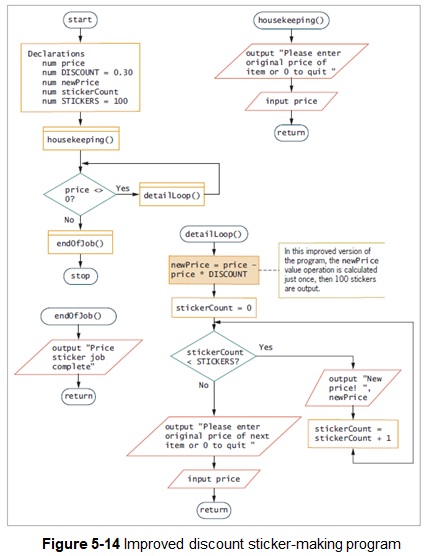 start
Declarations
num price
num DISCOUNT = 0.30
num newPrice
num stickerCount
num STICKERS = 100
housekeeping()
price <>
0?
Yes
detailLoop()
No
endOfJob()
stop
housekeeping()
output "Please enter
original price of
item or 0 to quit "
input price
return
detailLoop()
newPrice = price -
price * DISCOUNT
In this improved version of
the program, the newPrice
value operation is calculated
just once, then 100 stickers
are output.
stickerCount = 0
stickerCount
< STICKERS?
Yes
output "New
price! ",
newPrice
stickerCount =
stickerCount + 1
No
output "Please enter
original price of next
item or 0 to quit "
input price
return
endOfJob()
output "Price
sticker job
complete"
return
Figure 5-14 Improved discount sticker-making program